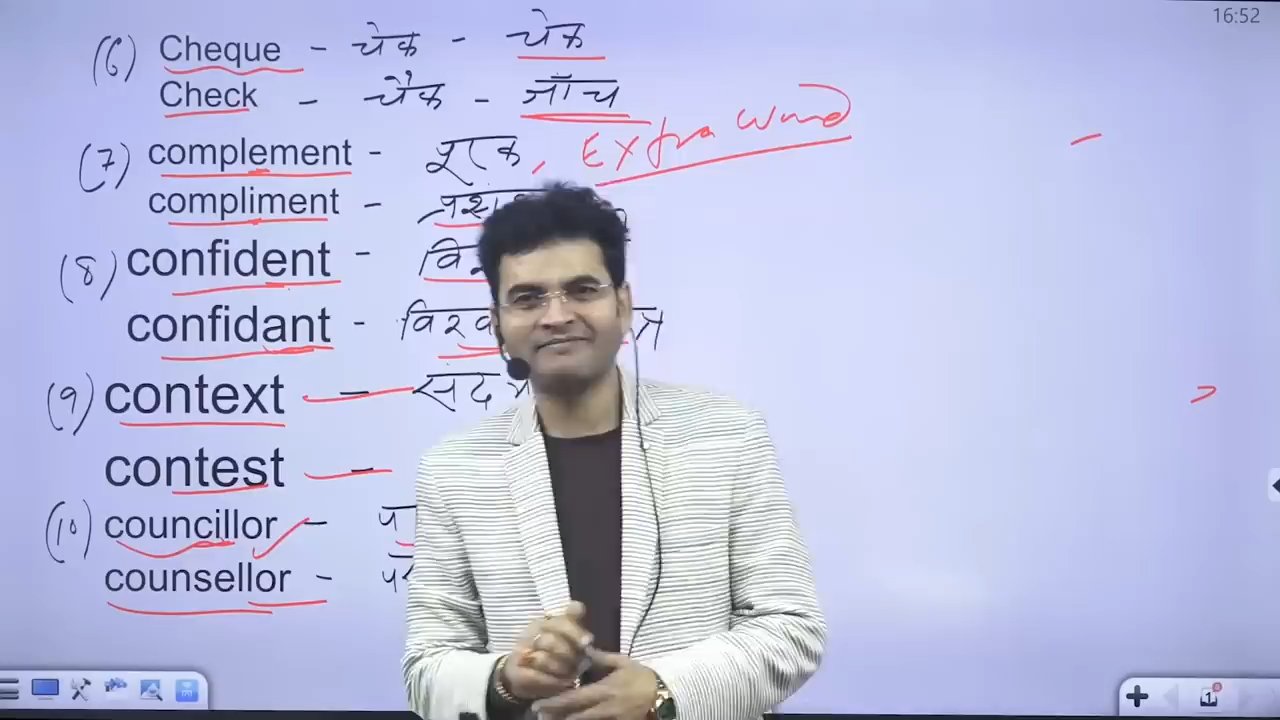 16:52
(6) Cheque - चेक - चेक
Check - चैक - जाँच
(7) complement - पूरक, Extra word
compliment -
(8) confident -
confidant -
(9) context -
contest -
(10) councillor -
counsellor -
1